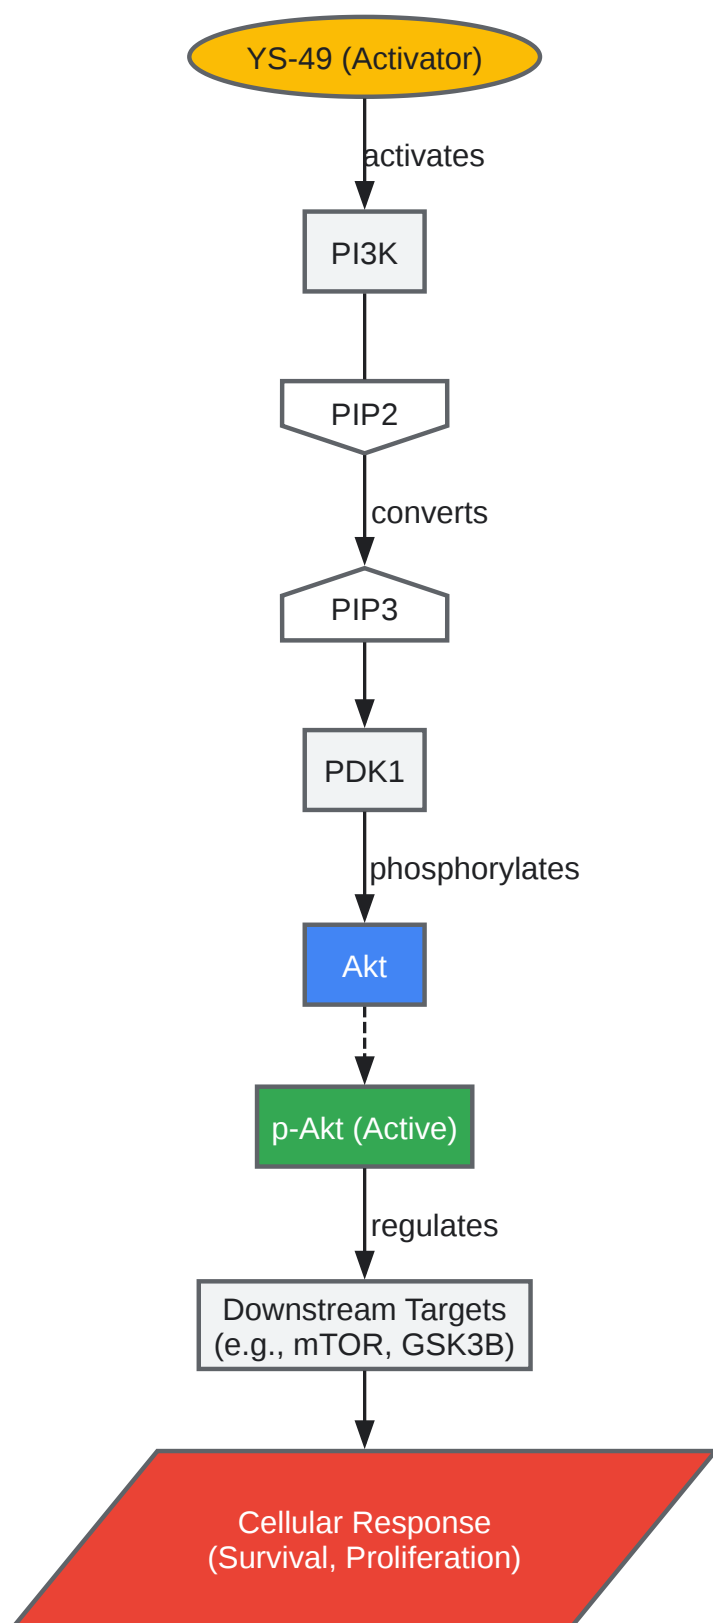 YS-49 (Activator)
activates
PI3K
PIP2
converts
PIP3
PDK1
phosphorylates
Akt
p-Akt (Active)
regulates
Downstream Targets
(e.g., mTOR, GSK3B)
Cellular Response
(Survival, Proliferation)